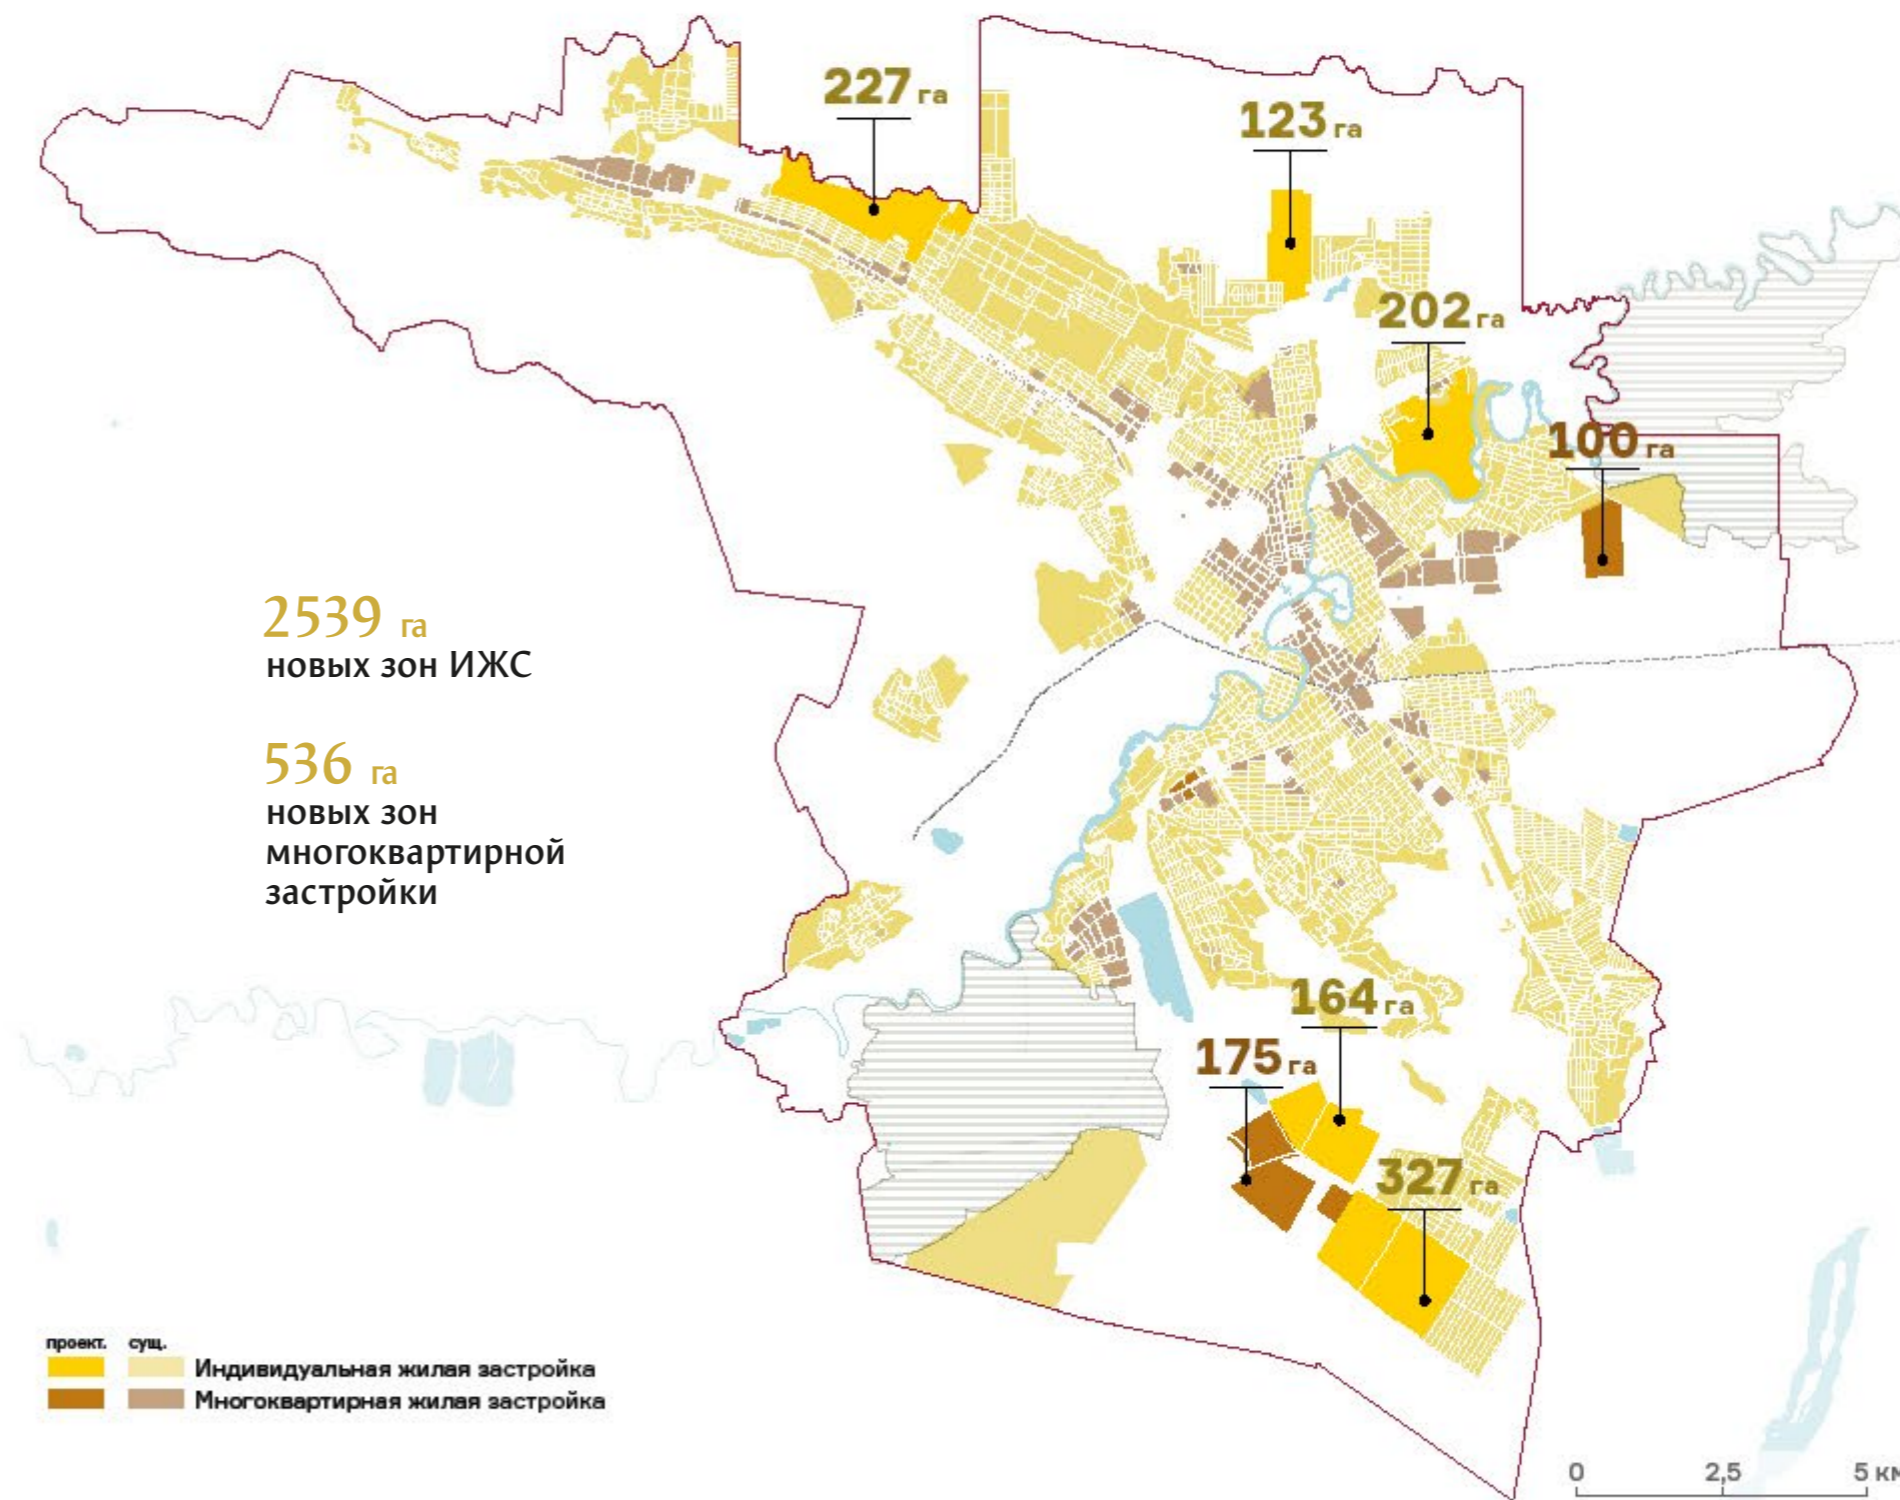 227 га
123 га
202 га
100 га
2539 га
новых зон ИЖС
536 га
новых зон
многоквартирной
застройки
164 га
175 га
327 га
проект. сущ.
Индивидуальная жилая застройка
Многоквартирная жилая застройка
0 2,5 5 км